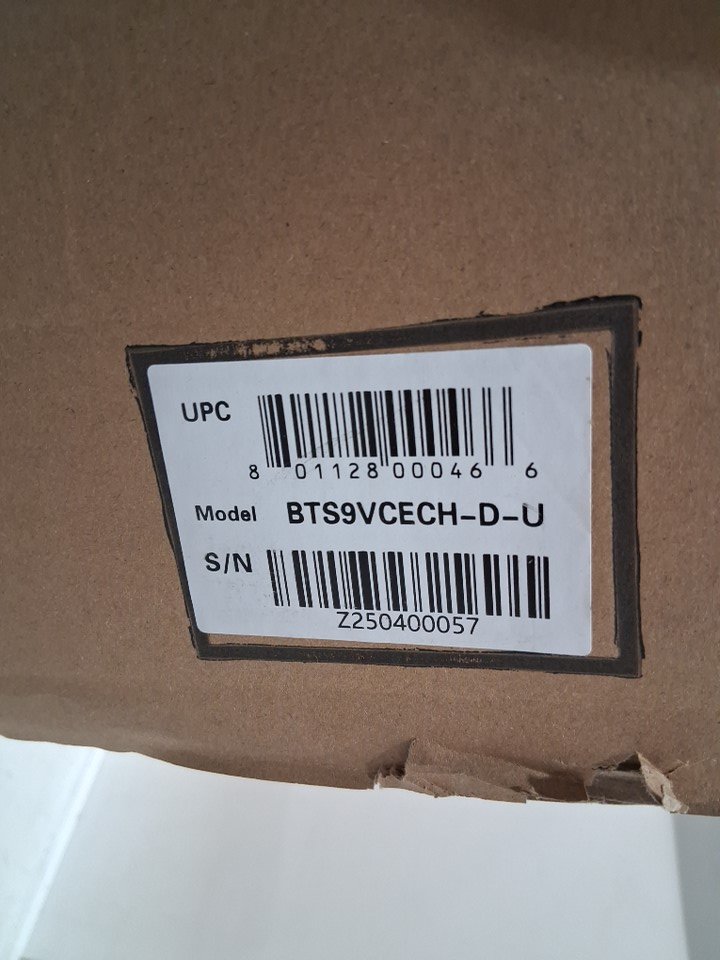 UPC
8 01128 00046 6
Model BTS9VCECH-D-U
S/N
Z250400057